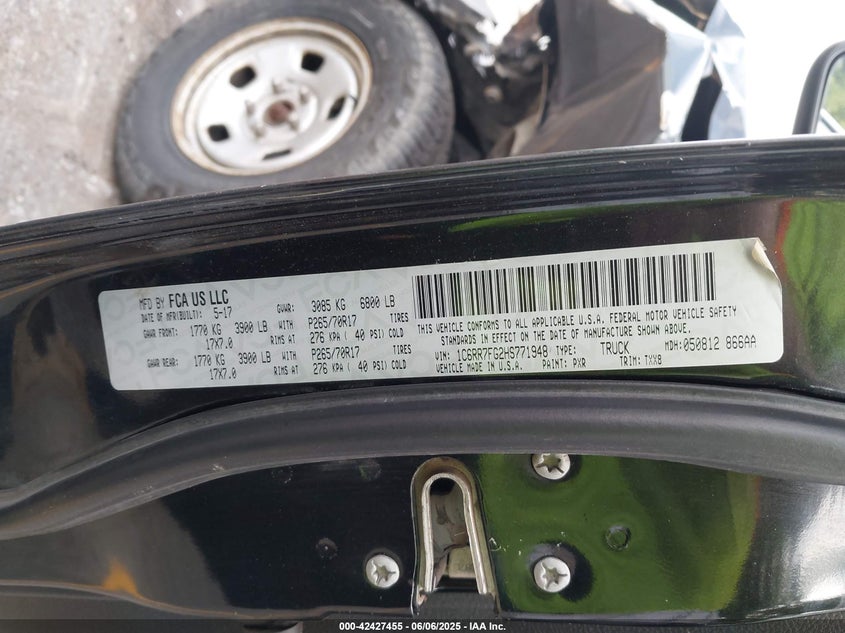 MFD BY FCA US LLC
DATE OF MFR(BUILT): 5-17 GVWR: 3085 KG 6800 LB
GAWR FRONT: 1770 KG 3900 LB WITH P265/70R17 TIRES
17X7.0 RIMS AT 276 KPA ( 40 PSI) COLD
GAWR REAR: 1770 KG 3900 LB WITH P265/70R17 TIRES
17X7.0 RIMS AT 276 KPA ( 40 PSI) COLD
THIS VEHICLE CONFORMS TO ALL APPLICABLE U.S.A. FEDERAL MOTOR VEHICLE SAFETY
STANDARDS IN EFFECT ON THE DATE OF MANUFACTURE SHOWN ABOVE.
VIN: 1C6RR7FG2HS771948 TYPE: TRUCK MDH: 050812 866AA
VEHICLE MADE IN U.S.A. PAINT: PXR TRIM: TXX8
000-42427455 - 06/06/2025 - IAA Inc.